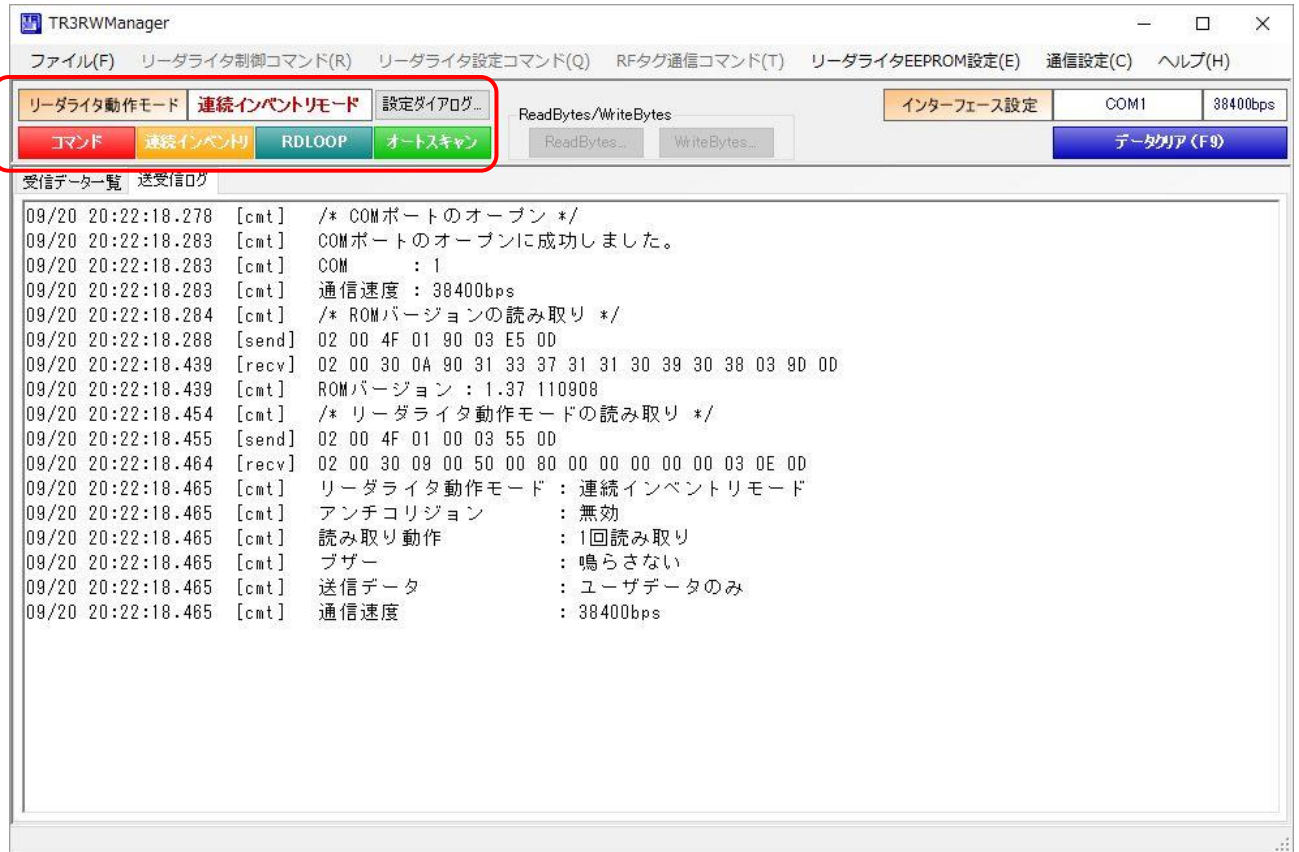 TR3RWManager
ファイル(F) リーダライタ制御コマンド(R) リーダライタ設定コマンド(Q) RFタグ通信コマンド(T) リーダライタEEPROM設定(E) 通信設定(C) ヘルプ(H)
リーダライタ動作モード 連続インベントリモード 設定ダイアログ... ReadBytes/WriteBytes インターフェース設定 COM1 38400bps
コマンド 連続インベントリ RDLOOP オートスキャン ReadBytes... WriteBytes... データクリア(F9)
受信データ一覧 送受信ログ
09/20 20:22:18.278 [cmt] /* COMポートのオープン */
09/20 20:22:18.283 [cmt] COMポートのオープンに成功しました。
09/20 20:22:18.283 [cmt] COM : 1
09/20 20:22:18.283 [cmt] 通信速度 : 38400bps
09/20 20:22:18.284 [cmt] /* ROMバージョンの読み取り */
09/20 20:22:18.288 [send] 02 00 4F 01 90 03 E5 0D
09/20 20:22:18.439 [recv] 02 00 30 0A 90 31 33 37 31 31 30 39 30 38 03 9D 0D
09/20 20:22:18.439 [cmt] ROMバージョン : 1.37 110908
09/20 20:22:18.454 [cmt] /* リーダライタ動作モードの読み取り */
09/20 20:22:18.455 [send] 02 00 4F 01 00 03 55 0D
09/20 20:22:18.464 [recv] 02 00 30 09 00 50 00 80 00 00 00 00 00 03 0E 0D
09/20 20:22:18.465 [cmt] リーダライタ動作モード : 連続インベントリモード
09/20 20:22:18.465 [cmt] アンチコリジョン : 無効
09/20 20:22:18.465 [cmt] 読み取り動作 : 1回読み取り
09/20 20:22:18.465 [cmt] ブザー : 鳴らさない
09/20 20:22:18.465 [cmt] 送信データ : ユーザデータのみ
09/20 20:22:18.465 [cmt] 通信速度 : 38400bps